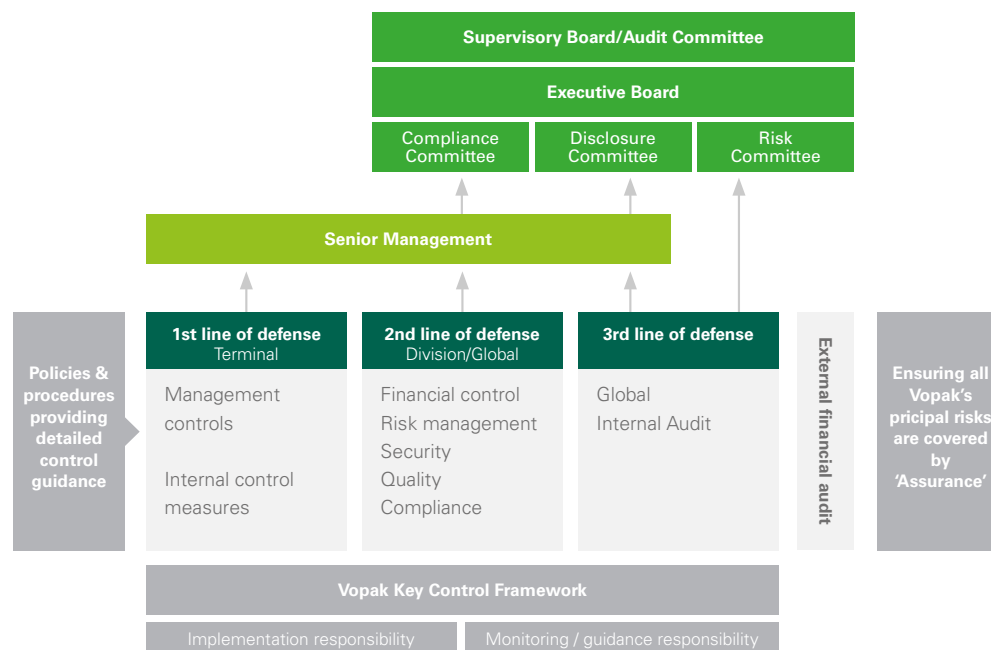 Supervisory Board/Audit Committee
Executive Board
Compliance
Committee
Disclosure
Committee
Risk
Committee
Senior Management
Policies &
procedures
providing
detailed
control
guidance
1st line of defense
Terminal
Management
controls
Internal control
measures
2nd line of defense
Division/Global
Financial control
Risk management
Security
Quality
Compliance
3rd line of defense
Global
Internal Audit
External financial audit
Ensuring all
Vopak's
pricipal risks
are covered
by
‘Assurance’
Vopak Key Control Framework
Implementation responsibility
Monitoring / guidance responsibility